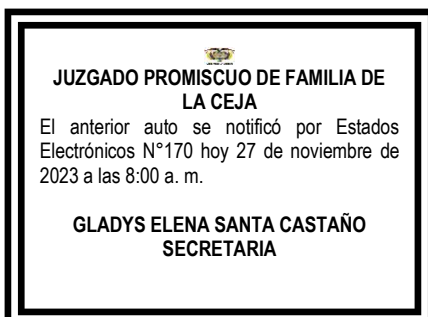 JUZGADO PROMISCUO DE FAMILIA DE
LA CEJA
El anterior auto se notificó por Estados
Electrónicos N°170 hoy 27 de noviembre de
2023 a las 8:00 a. m.
GLADYS ELENA SANTA CASTAÑO
SECRETARIA